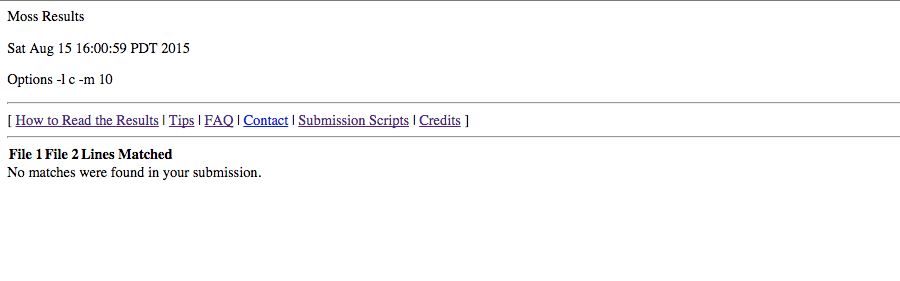 Moss Results
Sat Aug 15 16:00:59 PDT 2015
Options -l c -m 10
[ How to Read the Results | Tips | FAQ | Contact | Submission Scripts | Credits ]
File 1 File 2 Lines Matched
No matches were found in your submission.